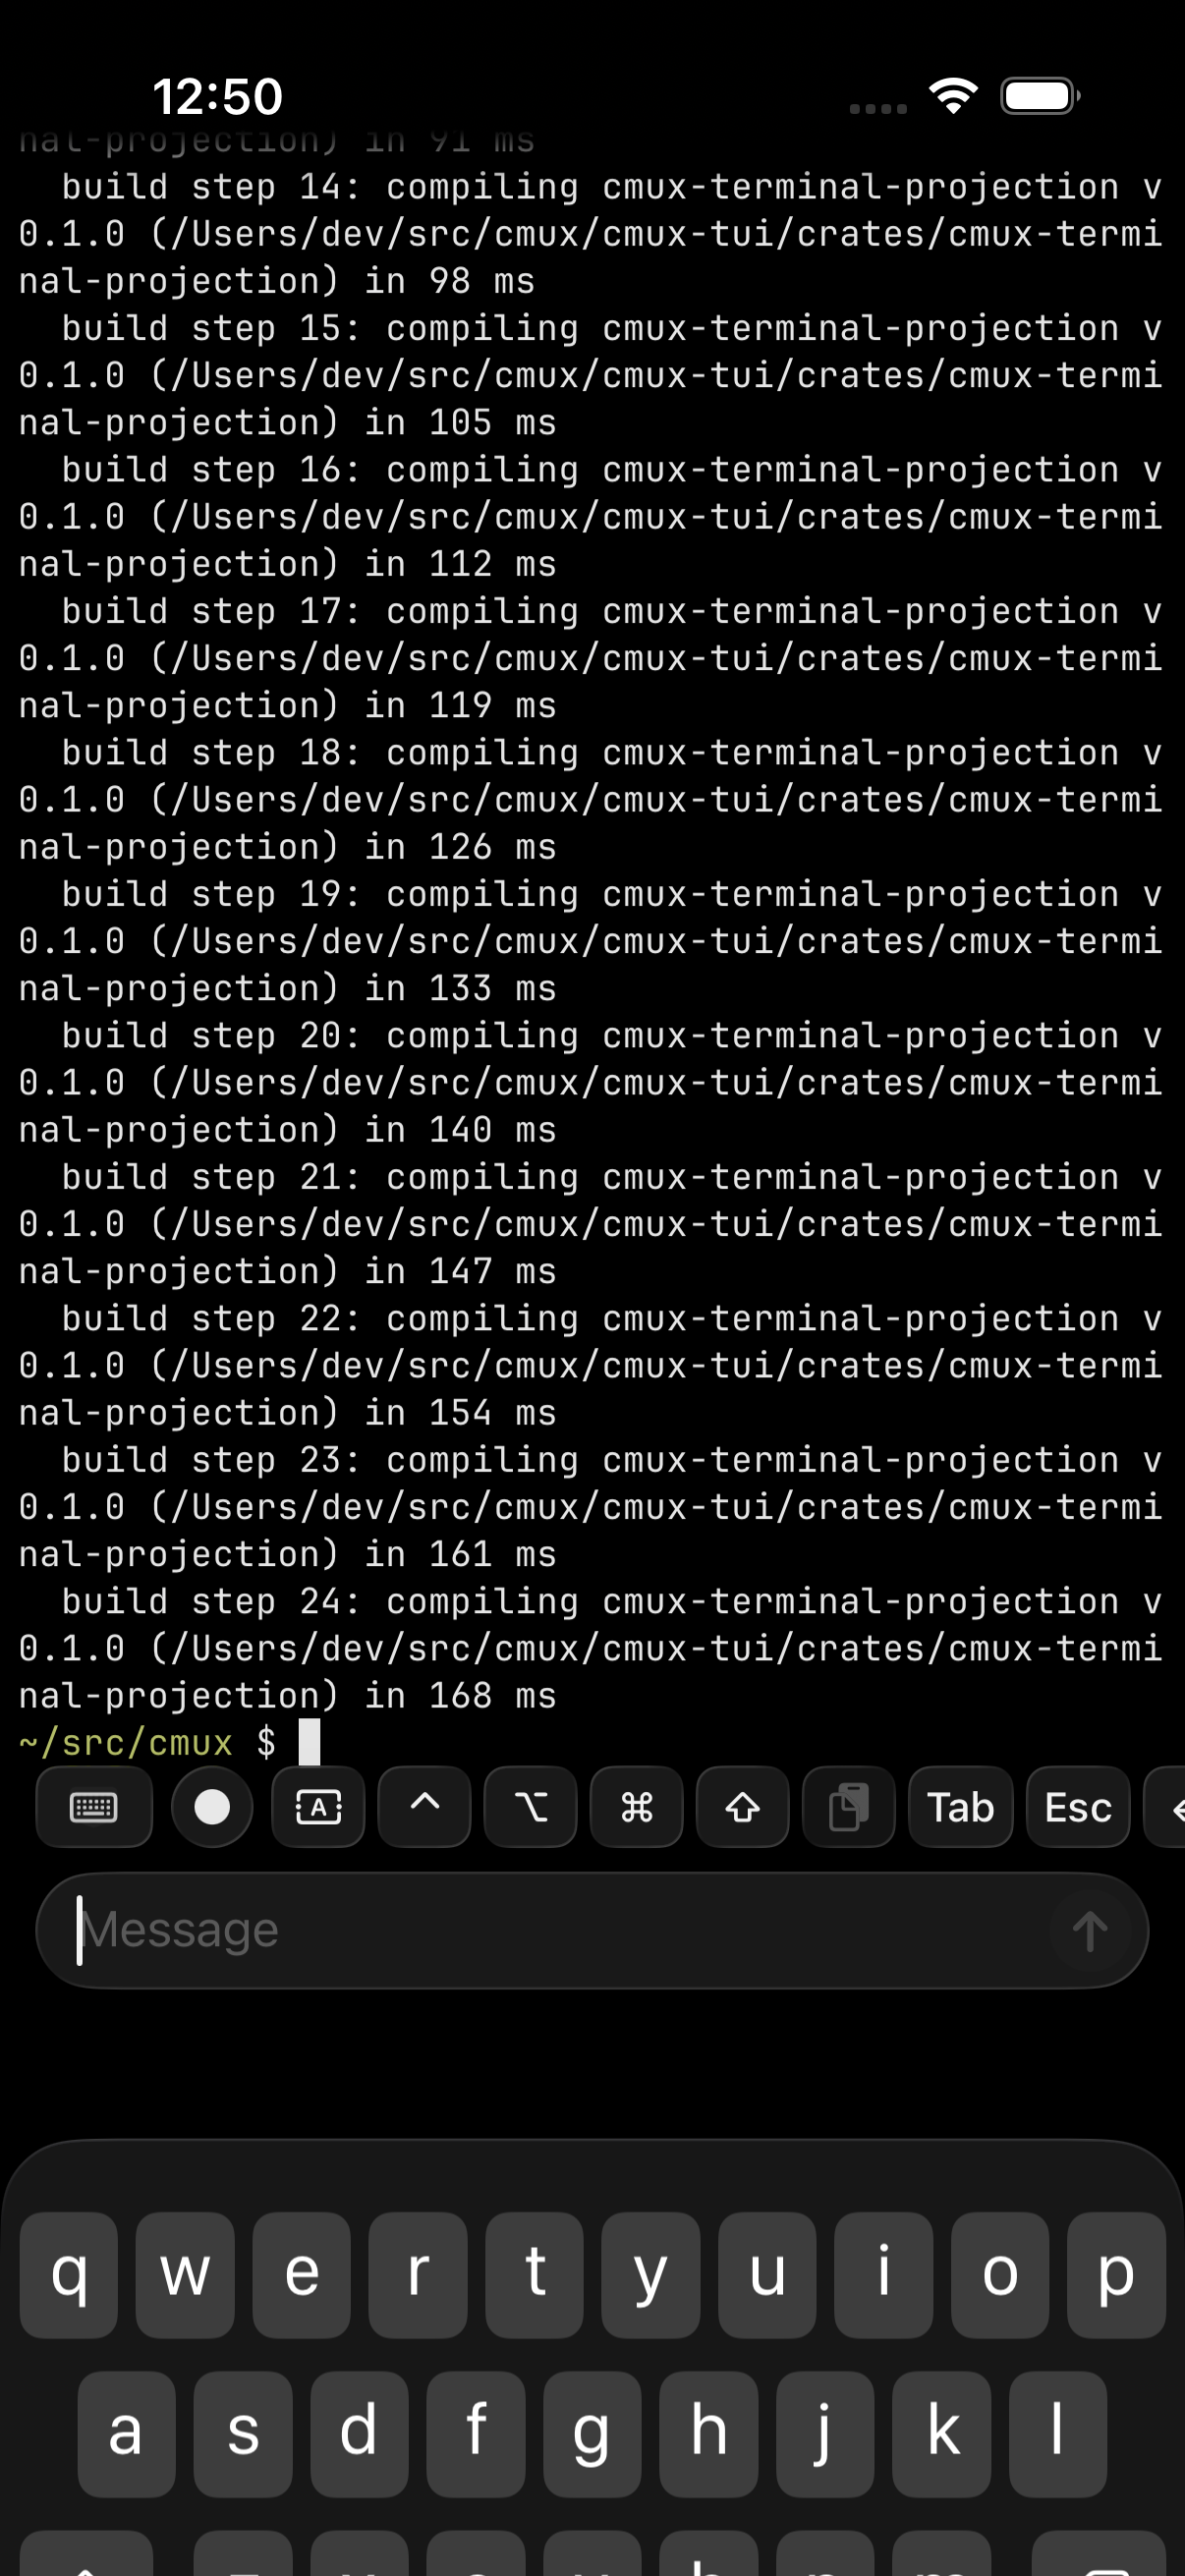 12:50
nal-projection) in 91 ms
  build step 14: compiling cmux-terminal-projection v
0.1.0 (/Users/dev/src/cmux/cmux-tui/crates/cmux-termi
nal-projection) in 98 ms
  build step 15: compiling cmux-terminal-projection v
0.1.0 (/Users/dev/src/cmux/cmux-tui/crates/cmux-termi
nal-projection) in 105 ms
  build step 16: compiling cmux-terminal-projection v
0.1.0 (/Users/dev/src/cmux/cmux-tui/crates/cmux-termi
nal-projection) in 112 ms
  build step 17: compiling cmux-terminal-projection v
0.1.0 (/Users/dev/src/cmux/cmux-tui/crates/cmux-termi
nal-projection) in 119 ms
  build step 18: compiling cmux-terminal-projection v
0.1.0 (/Users/dev/src/cmux/cmux-tui/crates/cmux-termi
nal-projection) in 126 ms
  build step 19: compiling cmux-terminal-projection v
0.1.0 (/Users/dev/src/cmux/cmux-tui/crates/cmux-termi
nal-projection) in 133 ms
  build step 20: compiling cmux-terminal-projection v
0.1.0 (/Users/dev/src/cmux/cmux-tui/crates/cmux-termi
nal-projection) in 140 ms
  build step 21: compiling cmux-terminal-projection v
0.1.0 (/Users/dev/src/cmux/cmux-tui/crates/cmux-termi
nal-projection) in 147 ms
  build step 22: compiling cmux-terminal-projection v
0.1.0 (/Users/dev/src/cmux/cmux-tui/crates/cmux-termi
nal-projection) in 154 ms
  build step 23: compiling cmux-terminal-projection v
0.1.0 (/Users/dev/src/cmux/cmux-tui/crates/cmux-termi
nal-projection) in 161 ms
  build step 24: compiling cmux-terminal-projection v
0.1.0 (/Users/dev/src/cmux/cmux-tui/crates/cmux-termi
nal-projection) in 168 ms
~/src/cmux $
A ⌥ ⌘ Tab Esc
Message
q w e r t y u i o p
a s d f g h j k l